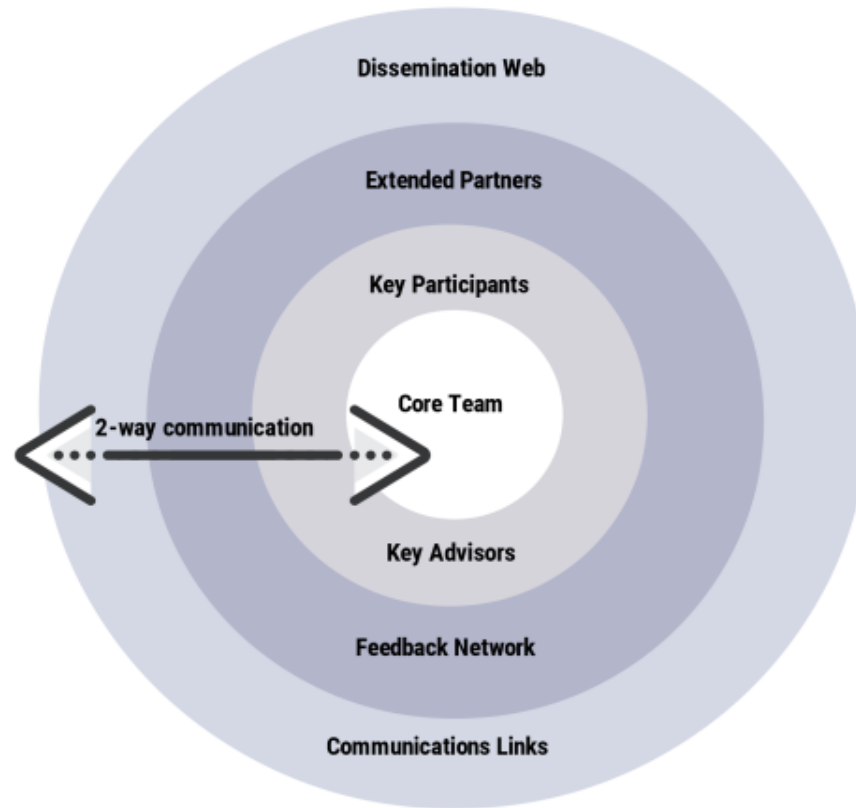 Dissemination Web
Extended Partners
Key Participants
Core Team
2-way communication
Key Advisors
Feedback Network
Communications Links